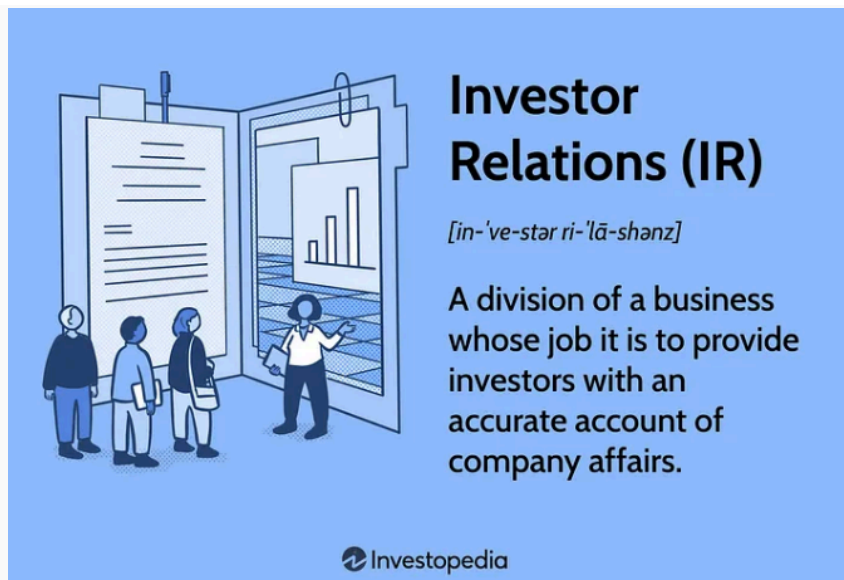 Investor
Relations (IR)
[in-ˈve-stər ri-ˈlā-shənz]
A division of a business
whose job it is to provide
investors with an
accurate account of
company affairs.
Investopedia